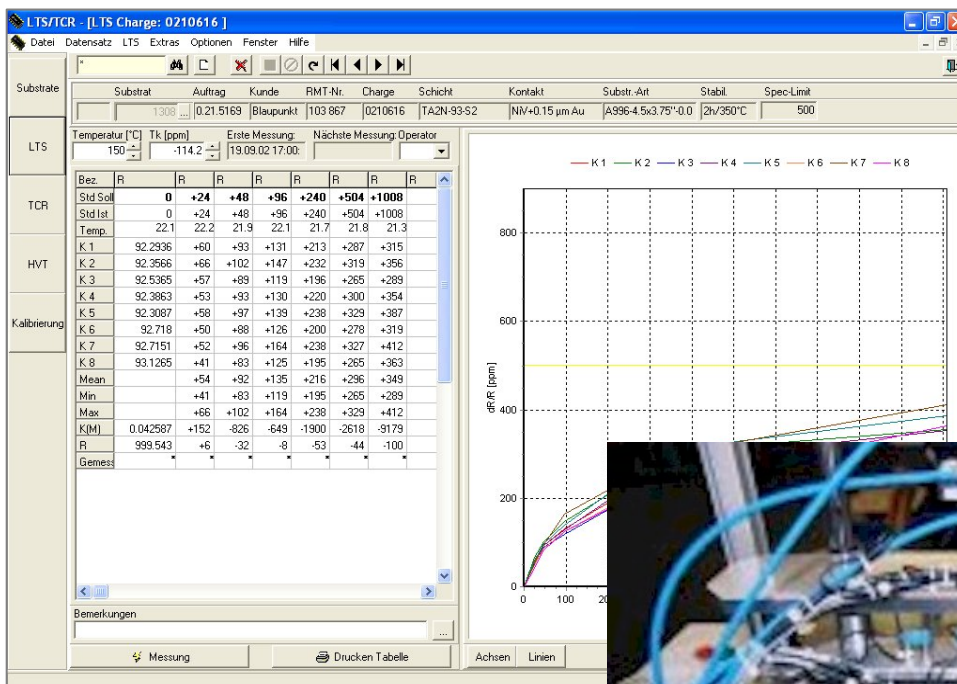 LTS/TCR - [LTS Charge: 0210616 ]
Datei Datensatz LTS Extras Optionen Fenster Hilfe
*
Substrate
LTS
TCR
HVT
Kalibrierung
Substrat Auftrag Kunde RMT-Nr. Charge Schicht Kontakt Substr.-Art Stabil. Spec-Limit
1308 ... 0.21.5169 Blaupunkt 103 867 0210616 TA2N-93-S2 NiV+0.15 µm Au A996-4.5x3.75"-0.0 2h/350°C 500
Temperatur [°C] Tk [ppm] Erste Messung: Nächste Messung: Operator
150 -114.2 19.09.02 17:00:
Bez. R R R R R R R R
Std Soll 0 +24 +48 +96 +240 +504 +1008
Std Ist 0 +24 +48 +96 +240 +504 +1008
Temp. 22.1 22.2 21.9 22.1 21.7 21.8 21.3
K 1 92.2936 +60 +93 +131 +213 +287 +315
K 2 92.3566 +66 +102 +147 +232 +319 +356
K 3 92.5365 +57 +89 +119 +196 +265 +289
K 4 92.3863 +53 +93 +130 +220 +300 +354
K 5 92.3087 +58 +97 +139 +238 +329 +387
K 6 92.718 +50 +88 +126 +200 +278 +319
K 7 92.7151 +52 +96 +164 +238 +327 +412
K 8 93.1265 +41 +83 +125 +195 +265 +363
Mean +54 +92 +135 +216 +296 +349
Min +41 +83 +119 +195 +265 +289
Max +66 +102 +164 +238 +329 +412
K(M) 0.042587 +152 -826 -649 -1900 -2618 -9179
R 999.543 +6 -32 -8 -53 -44 -100
Gemess * * * * * * *
Bemerkungen
...
Messung Drucken Tabelle
K 1 K 2 K 3 K 4 K 5 K 6 K 7 K 8
dR/R [ppm]
800
600
400
200
0
0 100 20
Achsen Linien